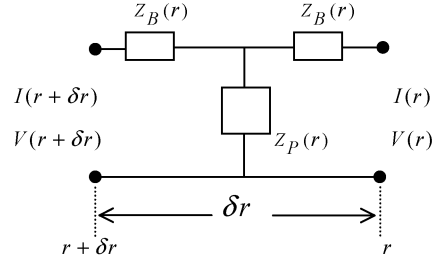 Z_B(r) Z_B(r)
I(r + δr) I(r)
V(r + δr) Z_P(r) V(r)
δr
r + δr r